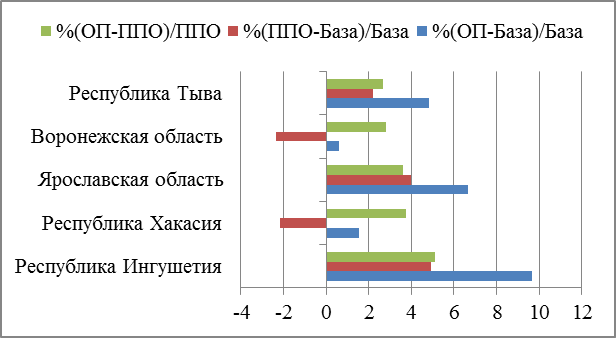 %(ОП-ППО)/ППО %(ППО-База)/База %(ОП-База)/База
Республика Тыва
Воронежская область
Ярославская область
Республика Хакасия
Республика Ингушетия
-4 -2 0 2 4 6 8 10 12